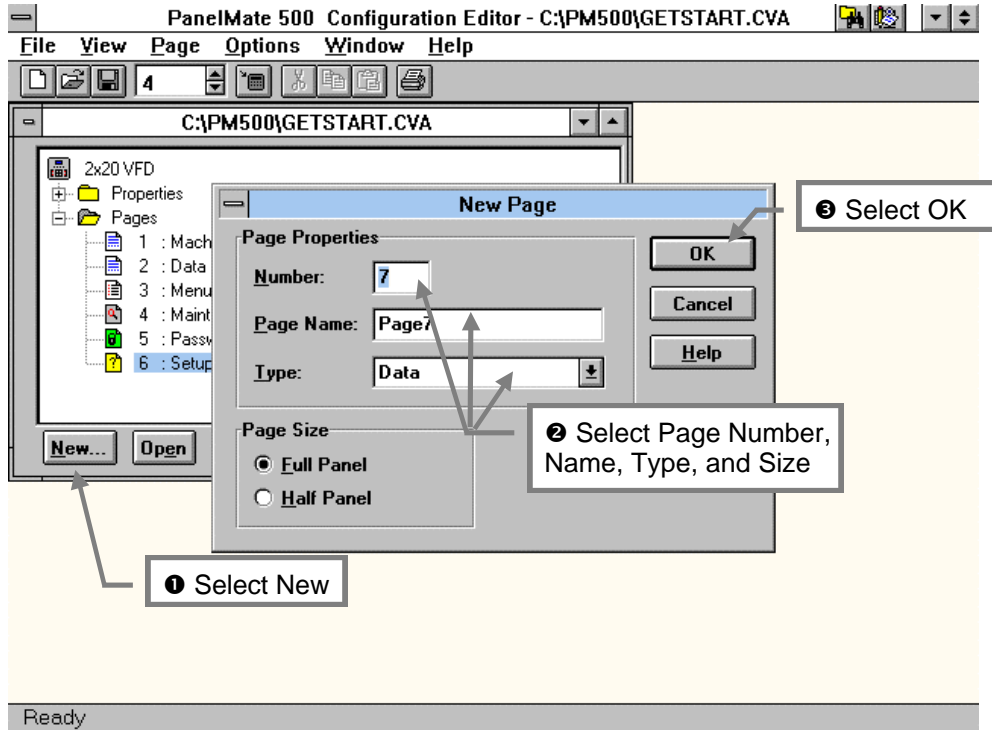 PanelMate 500 Configuration Editor - C:\PM500\GETSTART.CVA
File View Page Options Window Help
4
C:\PM500\GETSTART.CVA
2x20 VFD
Properties
Pages
1 : Mach
2 : Data
3 : Menu
4 : Maint
5 : Passw
6 : Setup
New... Open
New Page
Page Properties
Number: 7
Page Name: Page7
Type: Data
Page Size
Full Panel
Half Panel
OK
Cancel
Help
❸ Select OK
❷ Select Page Number,
Name, Type, and Size
❶ Select New
Ready